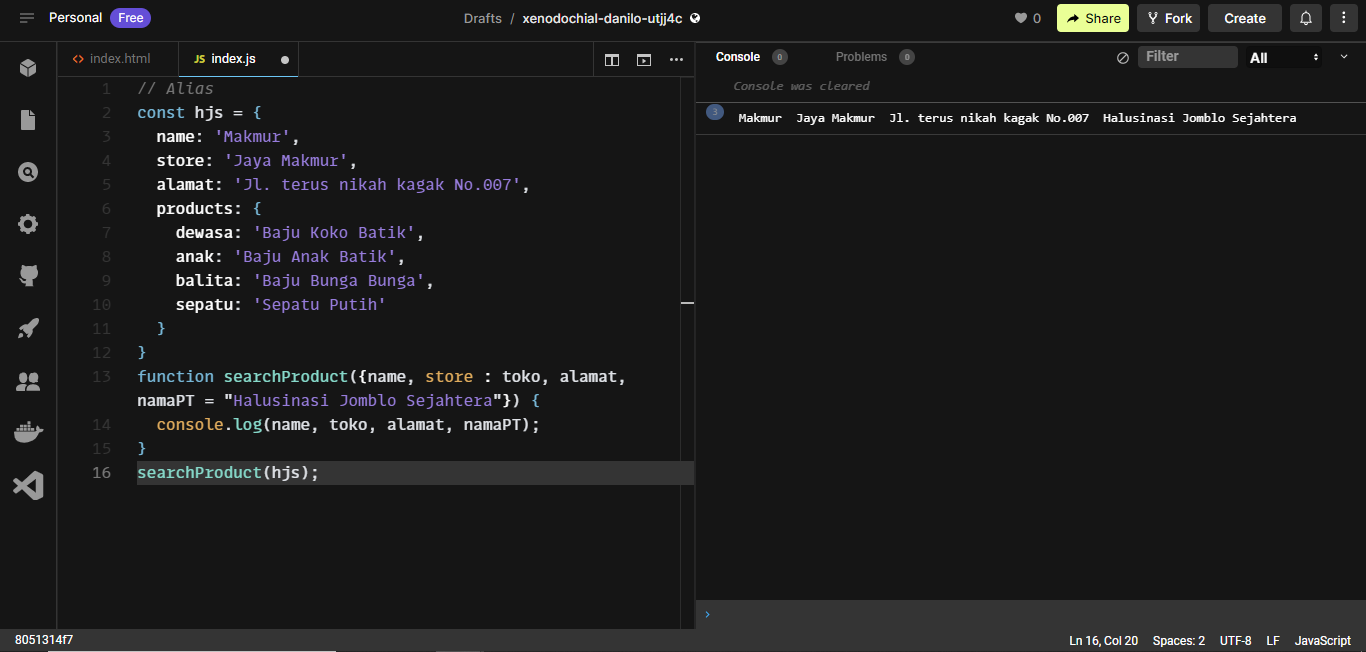 Personal Free Drafts / xenodochial-danilo-utjj4c 0 Share Fork Create
<> index.html JS index.js Console 0 Problems 0 Filter All
Console was cleared
3 Makmur Jaya Makmur Jl. terus nikah kagak No.007 Halusinasi Jomblo Sejahtera
1 // Alias
2 const hjs = {
3 name: 'Makmur',
4 store: 'Jaya Makmur',
5 alamat: 'Jl. terus nikah kagak No.007',
6 products: {
7 dewasa: 'Baju Koko Batik',
8 anak: 'Baju Anak Batik',
9 balita: 'Baju Bunga Bunga',
10 sepatu: 'Sepatu Putih'
11 }
12 }
13 function searchProduct({name, store : toko, alamat,
namaPT = "Halusinasi Jomblo Sejahtera"}) {
14 console.log(name, toko, alamat, namaPT);
15 }
16 searchProduct(hjs);
›
8051314f7 Ln 16, Col 20 Spaces: 2 UTF-8 LF JavaScript